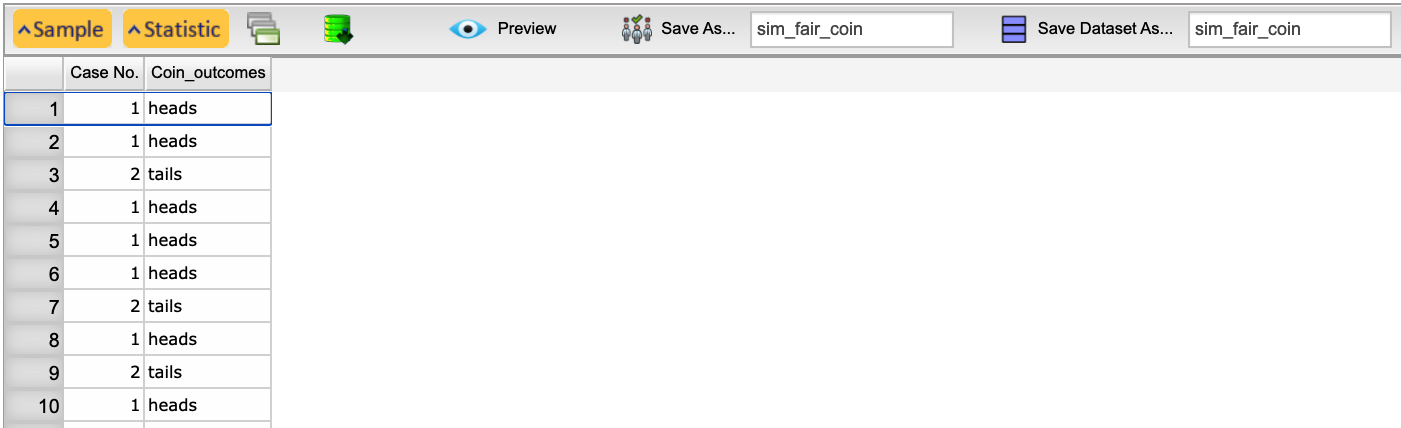 ^Sample ^Statistic Preview Save As... sim_fair_coin Save Dataset As... sim_fair_coin
Case No. Coin_outcomes
1 1 heads
2 1 heads
3 2 tails
4 1 heads
5 1 heads
6 1 heads
7 2 tails
8 1 heads
9 2 tails
10 1 heads